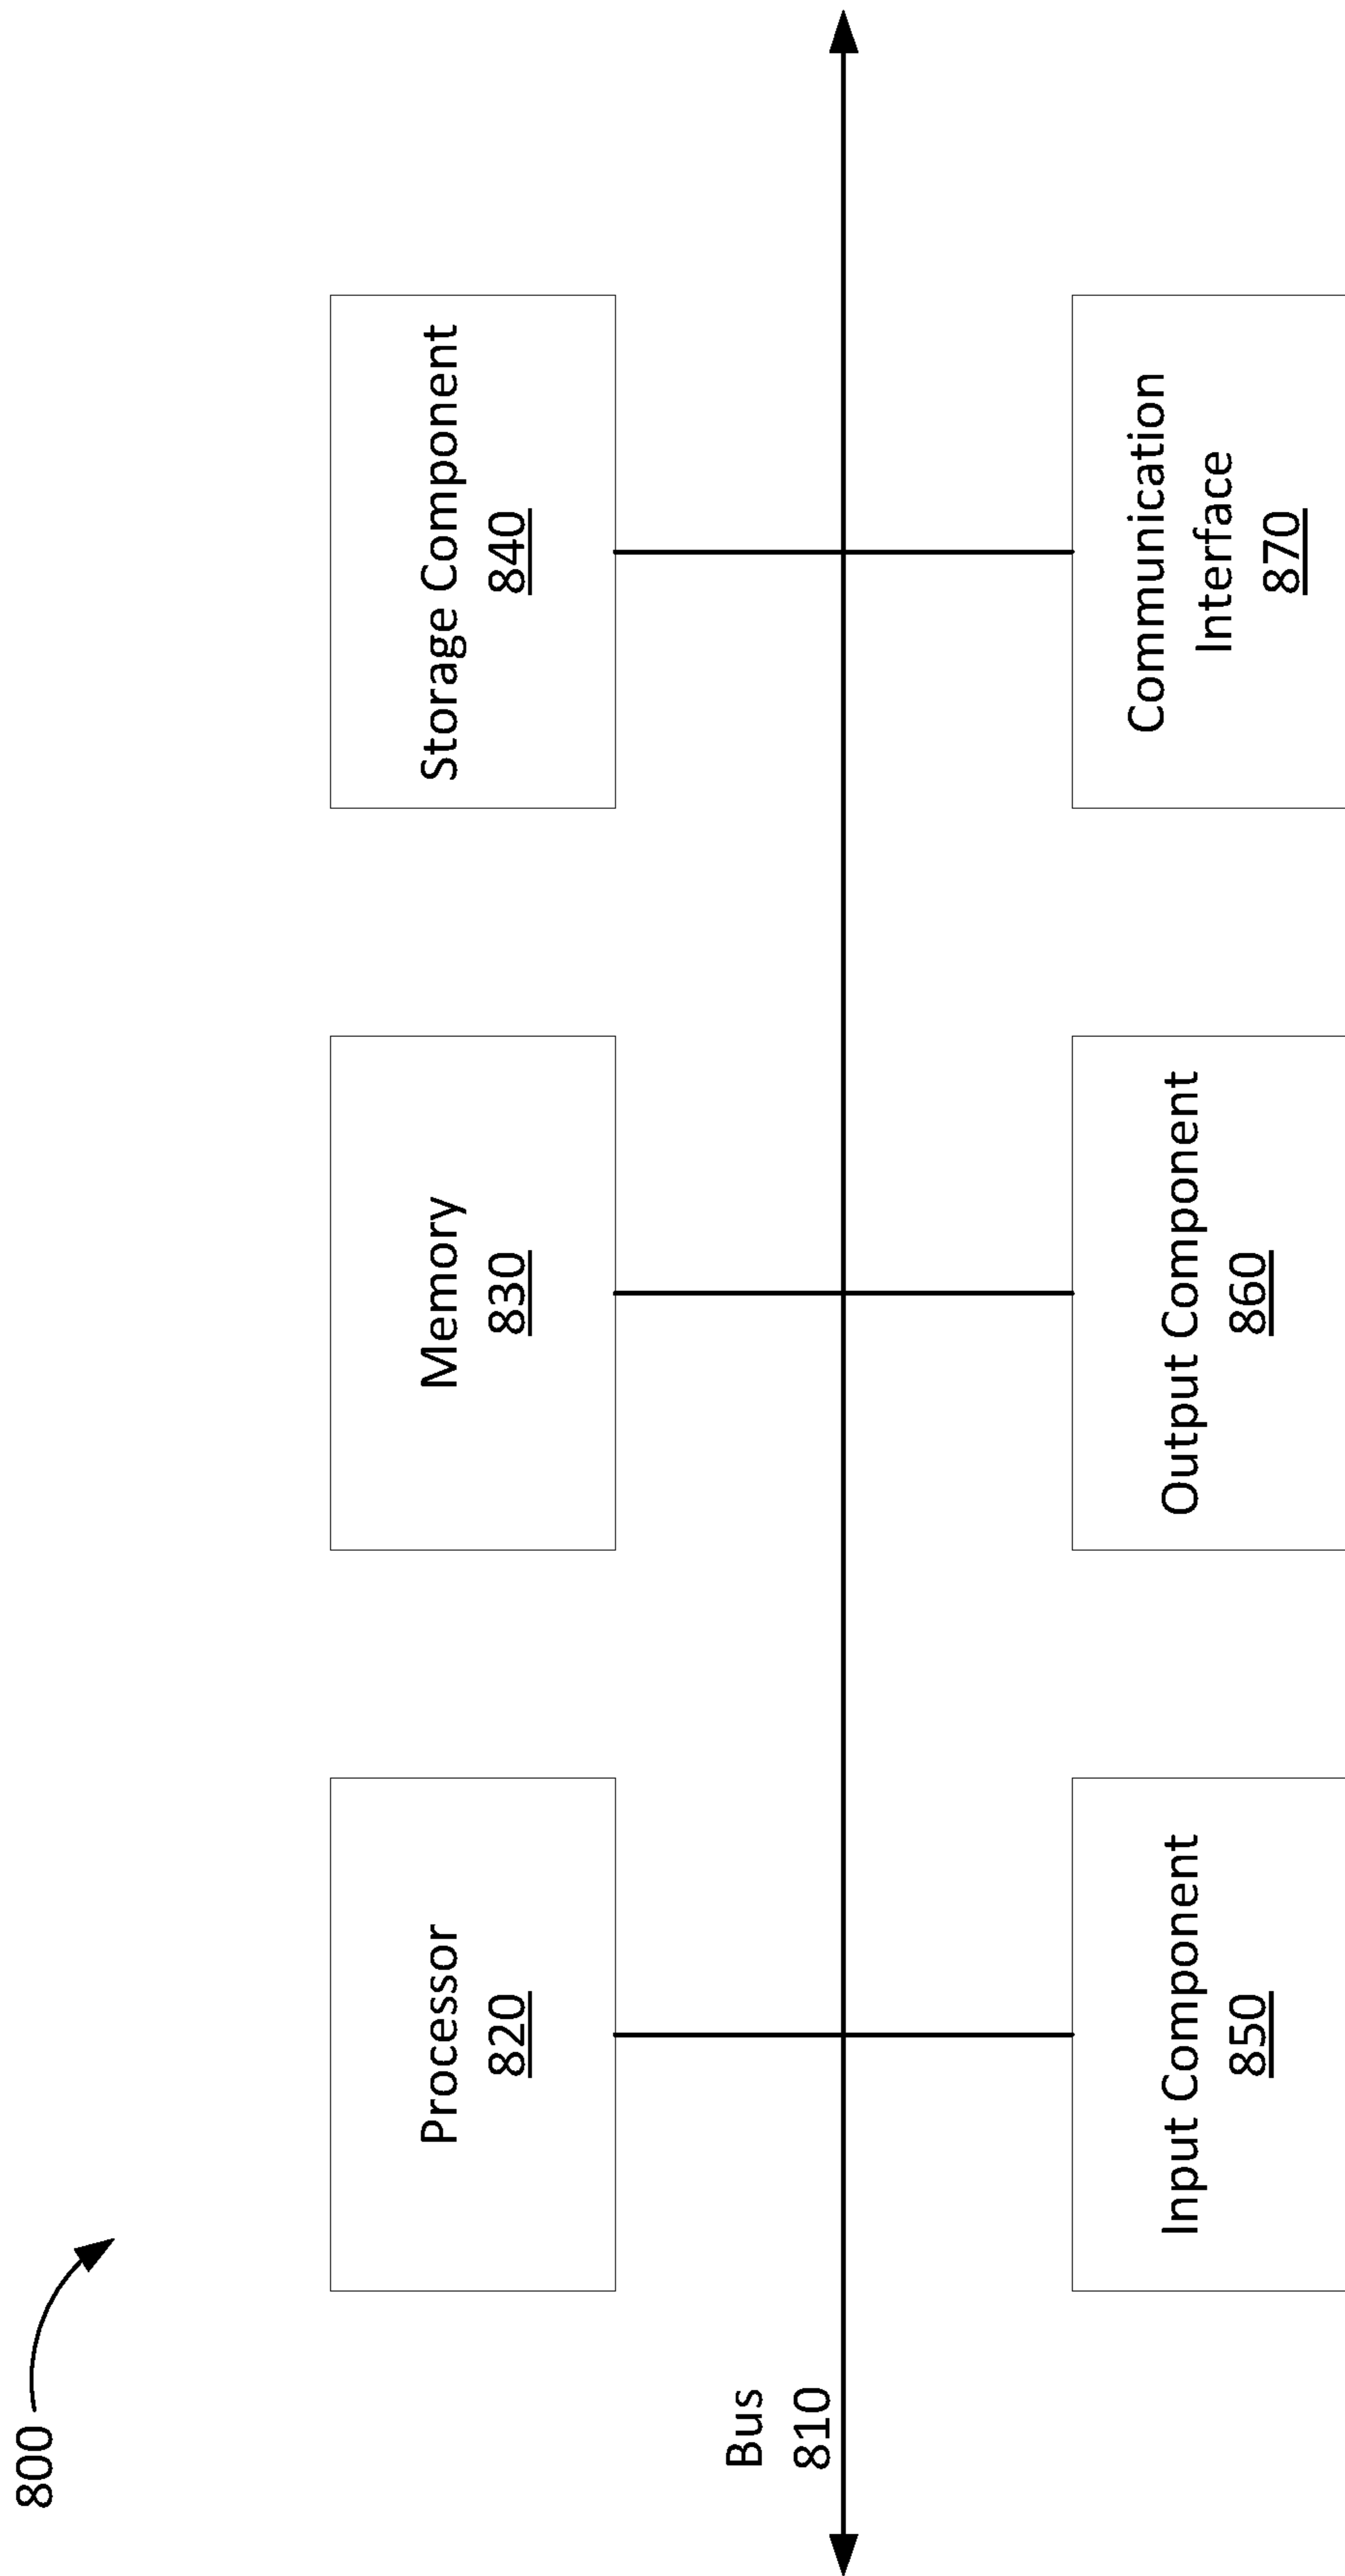 800
Processor
820
Memory
830
Storage Component
840
Bus
810
Input Component
850
Output Component
860
Communication
Interface
870